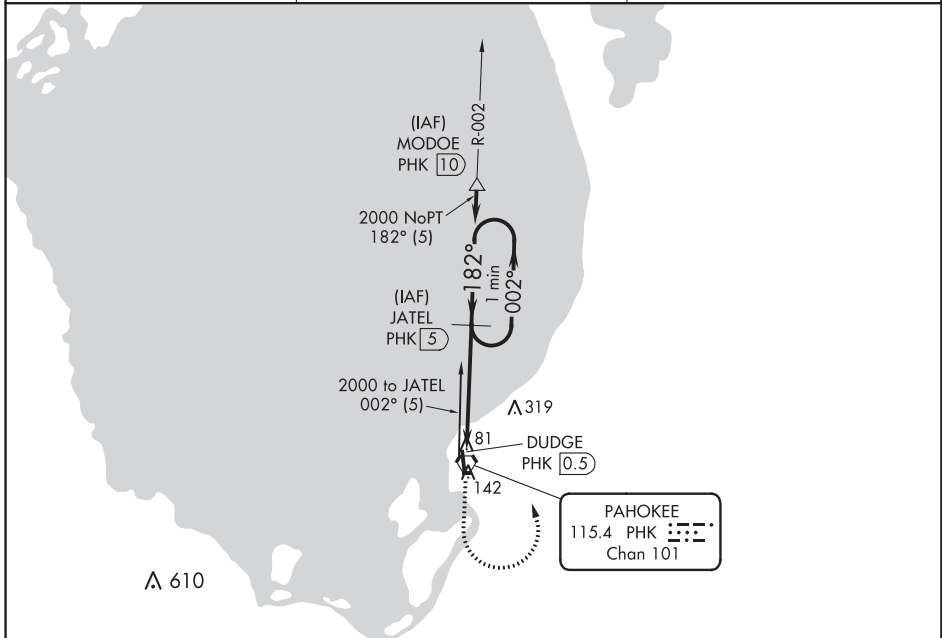 R-002
(IAF)
MODOE
PHK 10
2000 NoPT
182° (5)
182°
1 min
002°
(IAF)
JATEL
PHK 5
2000 to JATEL
002° (5)
319
81
DUDGE
PHK 0.5
142
PAHOKEE
115.4 PHK
Chan 101
610